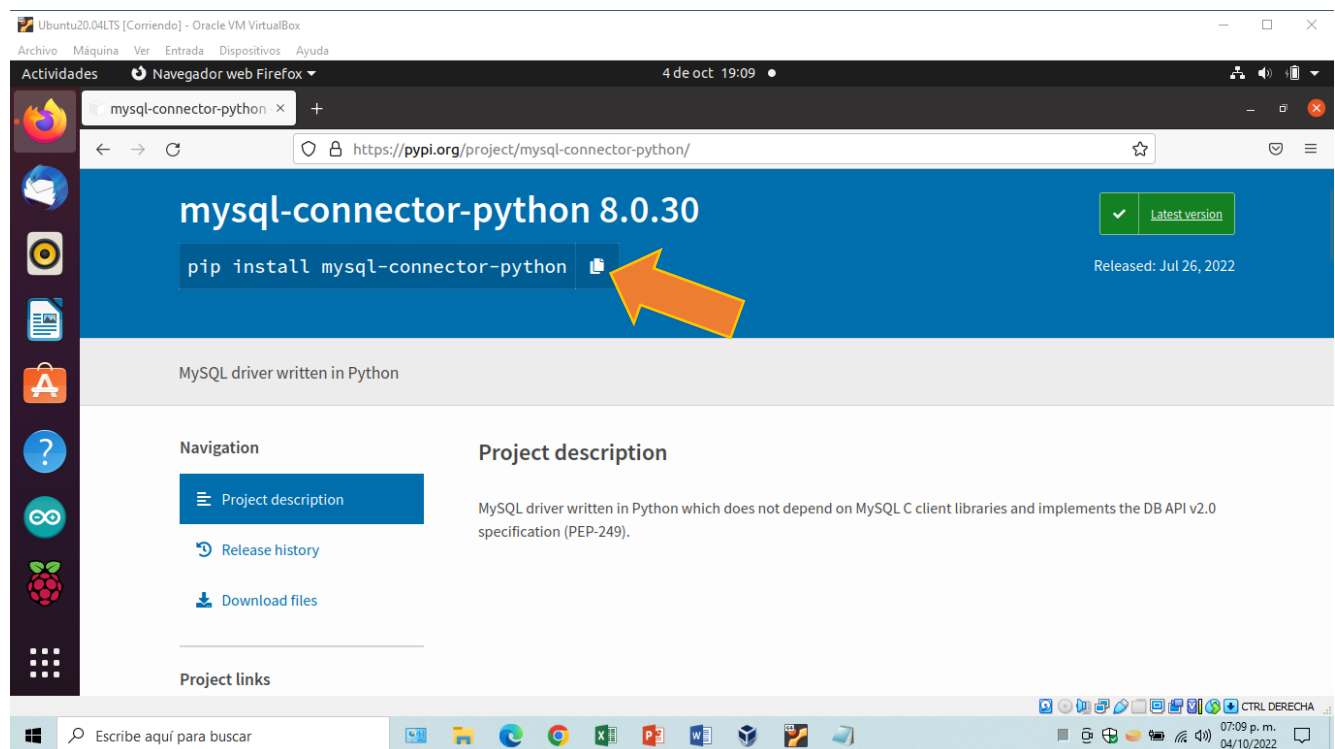 Ubuntu20.04LTS [Corriendo] - Oracle VM VirtualBox
Archivo Máquina Ver Entrada Dispositivos Ayuda
Actividades Navegador web Firefox 4 de oct 19:09
mysql-connector-python
https://pypi.org/project/mysql-connector-python/
mysql-connector-python 8.0.30
Latest version
pip install mysql-connector-python
Released: Jul 26, 2022
MySQL driver written in Python
Navigation
Project description
Release history
Download files
Project links
Project description
MySQL driver written in Python which does not depend on MySQL C client libraries and implements the DB API v2.0
specification (PEP-249).
CTRL DERECHA
Escribe aquí para buscar
07:09 p. m.
04/10/2022